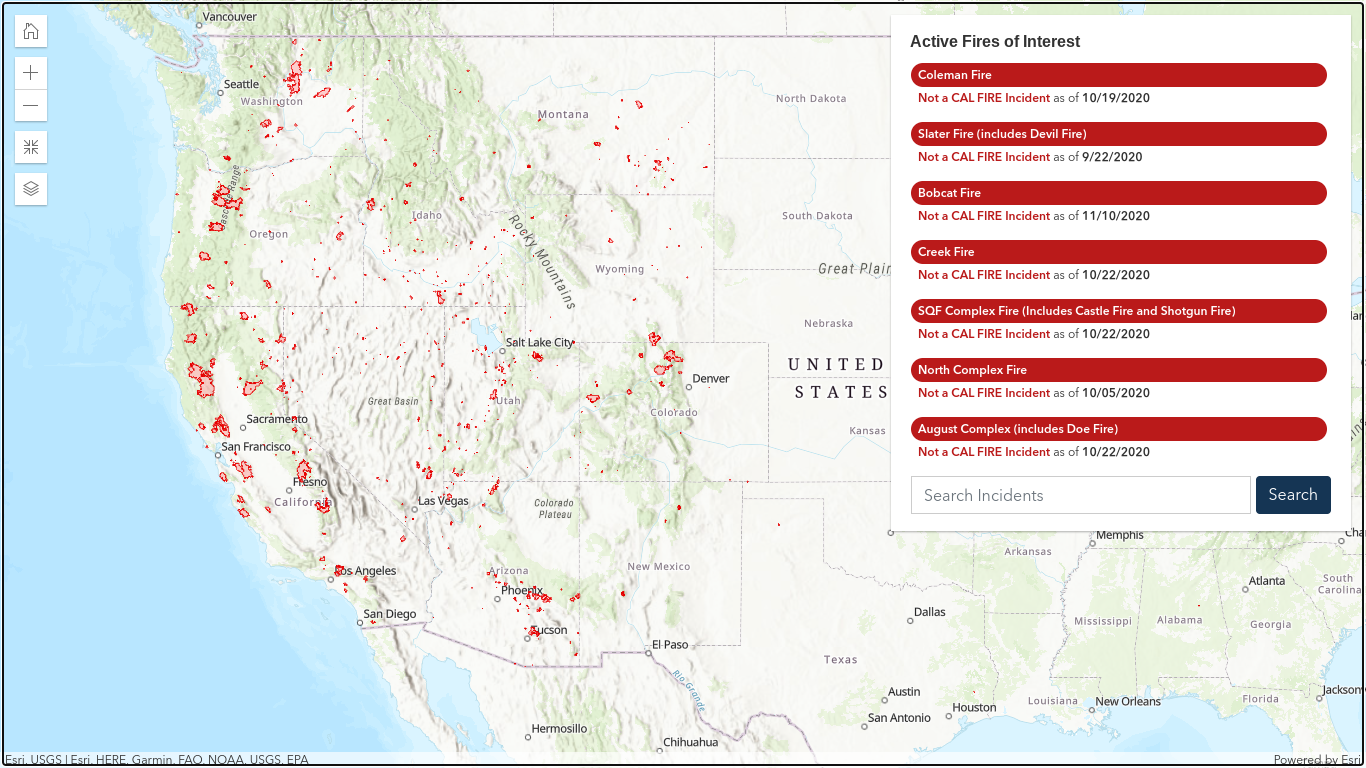 Vancouver
Seattle
Washington
Montana
North Dakota
Cascade Range
Idaho
Oregon
South Dakota
Rocky Mountains
Wyoming
Great Plain
Nebraska
Salt Lake City
UNITED
STATES
Denver
Great Basin
Utah
Colorado
Kansas
Sacramento
San Francisco
Fresno
California
Las Vegas
Colorado
Plateau
Los Angeles
Arizona
Phoenix
New Mexico
San Diego
Tucson
El Paso
Rio Grande
Hermosillo
Chihuahua
Texas
Dallas
Austin
San Antonio
Houston
Louisiana
New Orleans
Memphis
Arkansas
Mississippi
Alabama
Atlanta
Georgia
South
Carolina
Florida
Jackson
Active Fires of Interest
Coleman Fire
Not a CAL FIRE Incident as of 10/19/2020
Slater Fire (includes Devil Fire)
Not a CAL FIRE Incident as of 9/22/2020
Bobcat Fire
Not a CAL FIRE Incident as of 11/10/2020
Creek Fire
Not a CAL FIRE Incident as of 10/22/2020
SQF Complex Fire (Includes Castle Fire and Shotgun Fire)
Not a CAL FIRE Incident as of 10/22/2020
North Complex Fire
Not a CAL FIRE Incident as of 10/05/2020
August Complex (includes Doe Fire)
Not a CAL FIRE Incident as of 10/22/2020
Search Incidents
Search
Esri, USGS | Esri, HERE, Garmin, FAO, NOAA, USGS, EPA
Powered by Esri